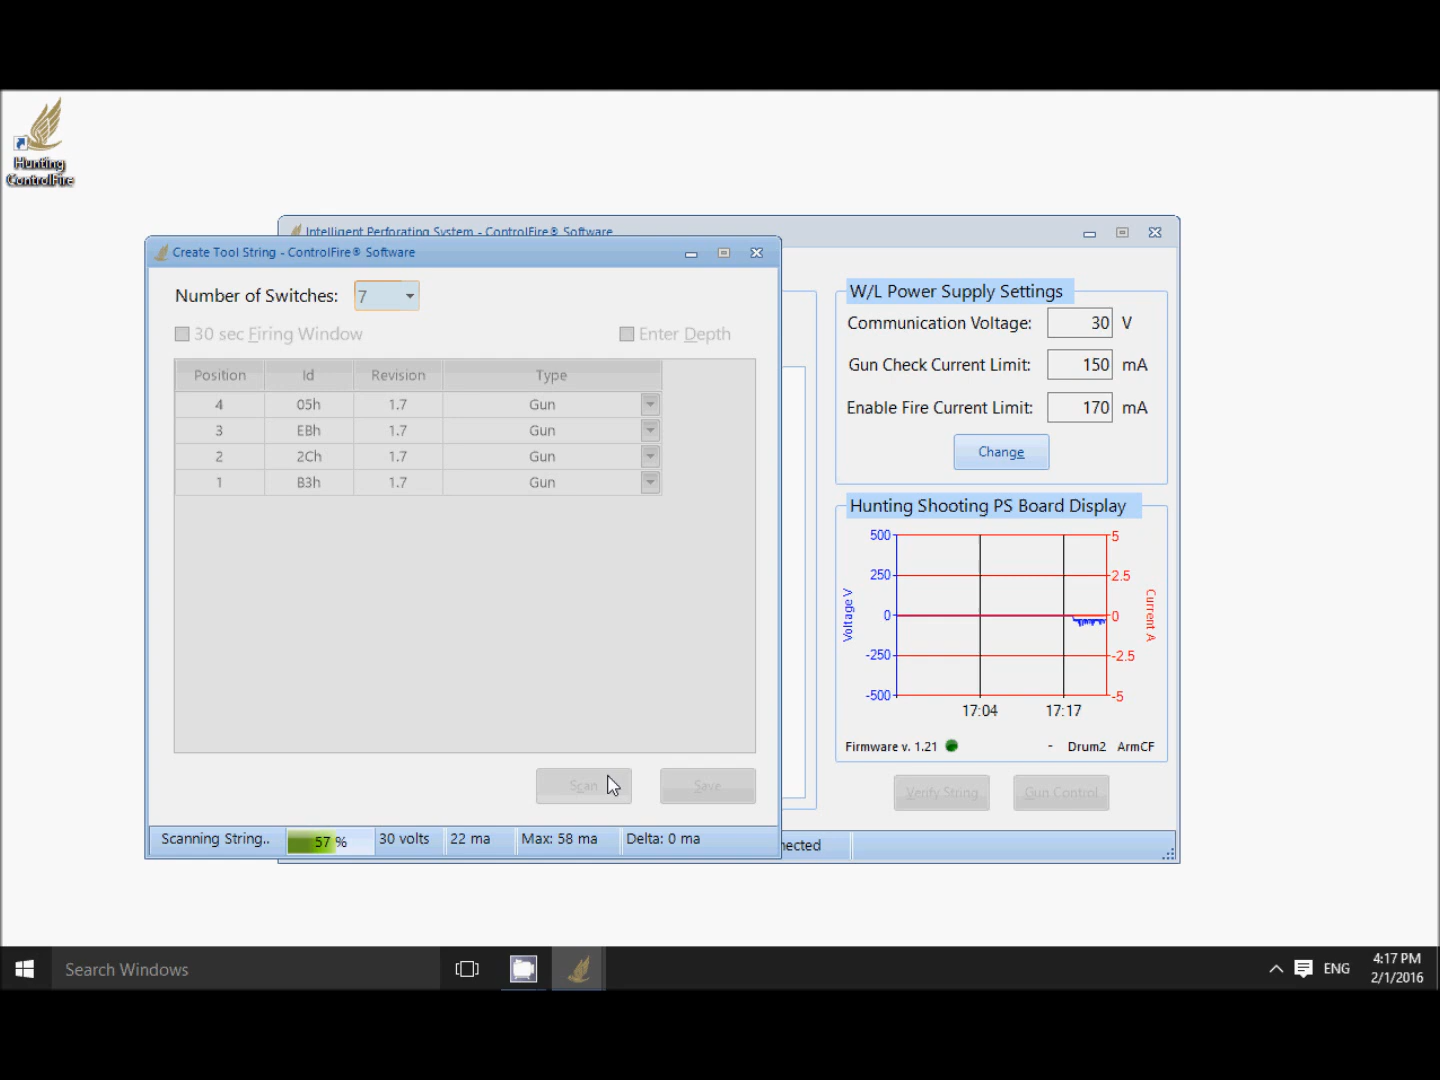 Hunting
ControlFire
Intelligent Perforating System - ControlFire® Software
Create Tool String - ControlFire® Software
Number of Switches: 7
30 sec Firing Window
Enter Depth
Position Id Revision Type
4 05h 1.7 Gun
3 EBh 1.7 Gun
2 2Ch 1.7 Gun
1 B3h 1.7 Gun
Scan Save
Scanning String.. 57 % 30 volts 22 ma Max: 58 ma Delta: 0 ma
W/L Power Supply Settings
Communication Voltage: 30 V
Gun Check Current Limit: 150 mA
Enable Fire Current Limit: 170 mA
Change
Hunting Shooting PS Board Display
500 5
250 2.5
0 0
-250 -2.5
-500 -5
Voltage V
Current A
17:04 17:17
Firmware v. 1.21 - Drum2 ArmCF
Verify String Gun Control
nected
Search Windows
ENG
4:17 PM
2/1/2016